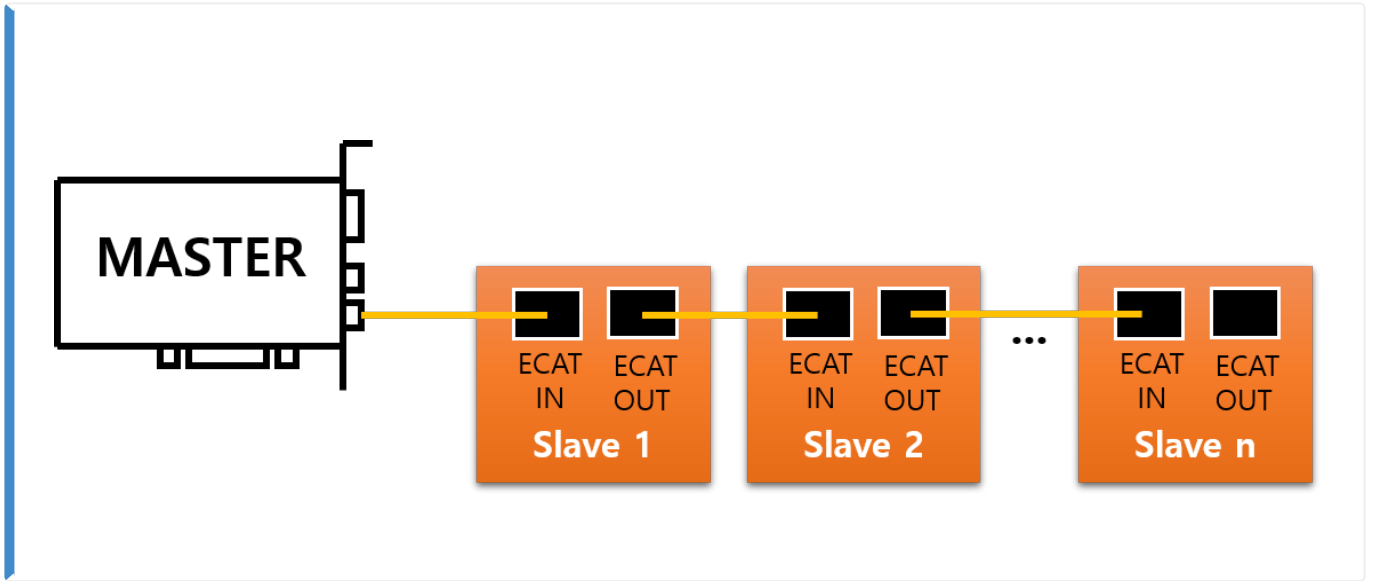 MASTER
ECAT
IN
ECAT
OUT
Slave 1
ECAT
IN
ECAT
OUT
Slave 2
...
ECAT
IN
ECAT
OUT
Slave n